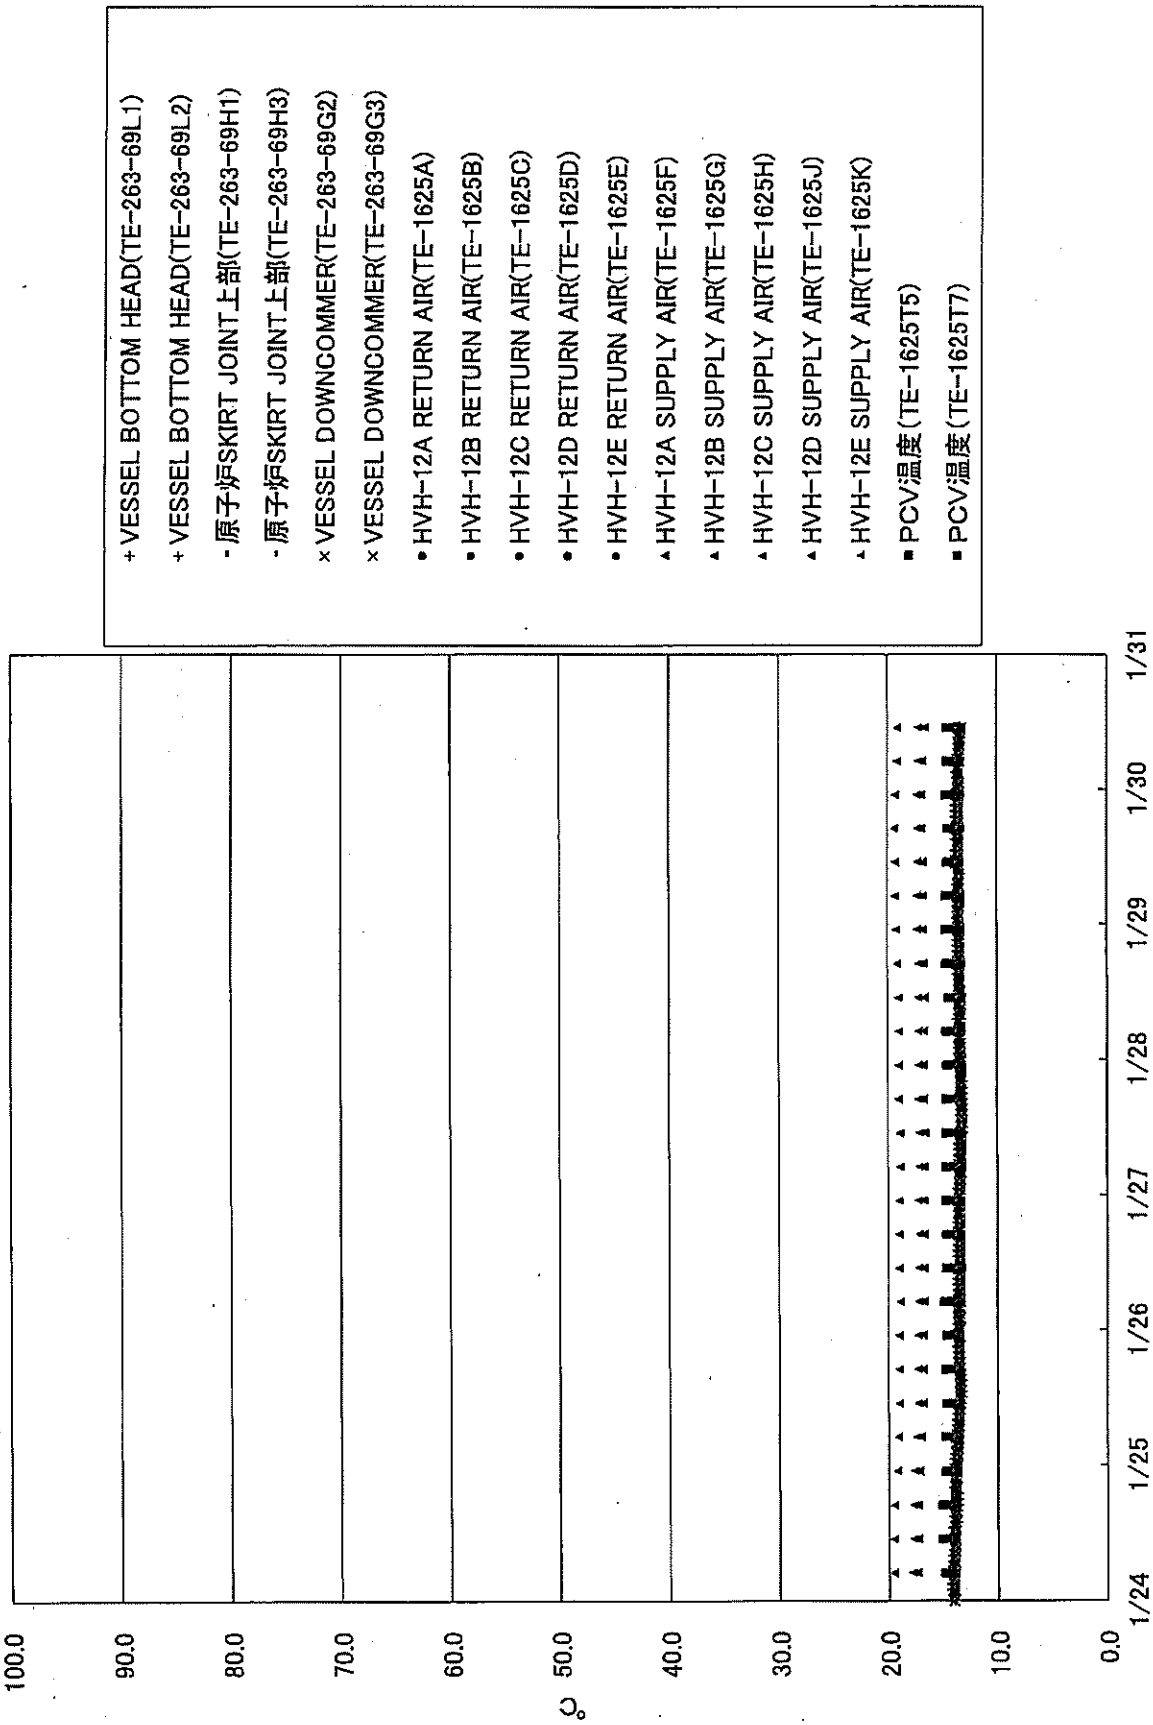 100.0
90.0
80.0
70.0
60.0
50.0
40.0
30.0
20.0
10.0
0.0
℃
1/24
1/25
1/26
1/27
1/28
1/29
1/30
1/31
+ VESSEL BOTTOM HEAD(TE-263-69L1)
+ VESSEL BOTTOM HEAD(TE-263-69L2)
- 原子炉SKIRT JOINT上部(TE-263-69H1)
- 原子炉SKIRT JOINT上部(TE-263-69H3)
× VESSEL DOWNCOMMER(TE-263-69G2)
× VESSEL DOWNCOMMER(TE-263-69G3)
● HVH-12A RETURN AIR(TE-1625A)
● HVH-12B RETURN AIR(TE-1625B)
● HVH-12C RETURN AIR(TE-1625C)
● HVH-12D RETURN AIR(TE-1625D)
● HVH-12E RETURN AIR(TE-1625E)
▲ HVH-12A SUPPLY AIR(TE-1625F)
▲ HVH-12B SUPPLY AIR(TE-1625G)
▲ HVH-12C SUPPLY AIR(TE-1625H)
▲ HVH-12D SUPPLY AIR(TE-1625J)
▲ HVH-12E SUPPLY AIR(TE-1625K)
■ PCV温度(TE-1625T5)
■ PCV温度(TE-1625T7)